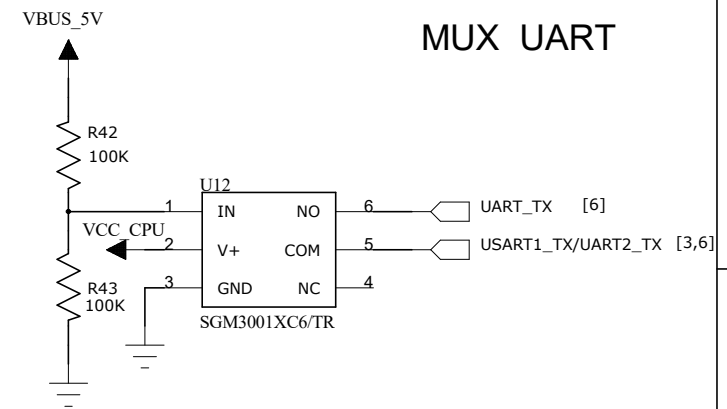 VBUS_5V
MUX UART
R42
100K
U12
1 IN NO 6 UART_TX [6]
VCC_CPU 2 V+ COM 5 USART1_TX/UART2_TX [3,6]
3 GND NC 4
R43
100K
SGM3001XC6/TR